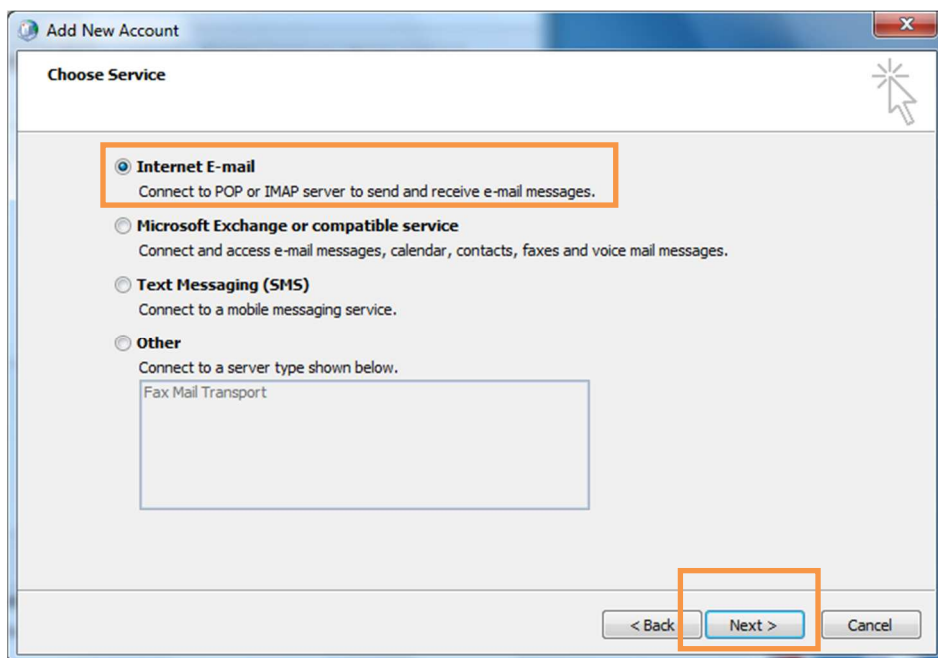 Add New Account
Choose Service
Internet E-mail
Connect to POP or IMAP server to send and receive e-mail messages.
Microsoft Exchange or compatible service
Connect and access e-mail messages, calendar, contacts, faxes and voice mail messages.
Text Messaging (SMS)
Connect to a mobile messaging service.
Other
Connect to a server type shown below.
Fax Mail Transport
< Back Next > Cancel